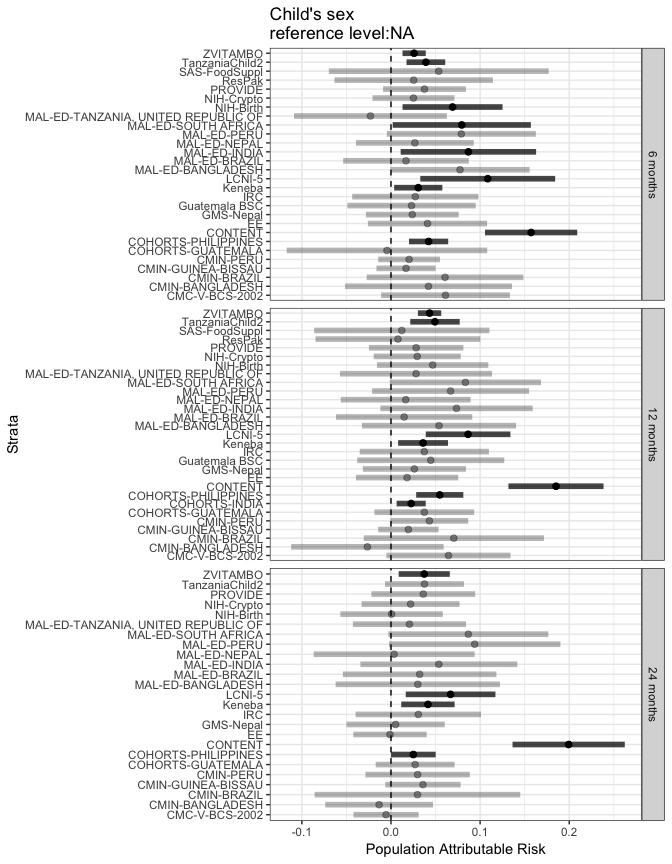 Child's sex
reference level:NA
ZVITAMBO
TanzaniaChild2
SAS-FoodSuppl
ResPak
PROVIDE
NIH-Crypto
NIH-Birth
MAL-ED-TANZANIA, UNITED REPUBLIC OF
MAL-ED-SOUTH AFRICA
MAL-ED-PERU
MAL-ED-NEPAL
MAL-ED-INDIA
MAL-ED-BRAZIL
MAL-ED-BANGLADESH
LCNI-5
Keneba
IRC
Guatemala BSC
GMS-Nepal
EE
CONTENT
COHORTS-PHILIPPINES
COHORTS-GUATEMALA
CMIN-PERU
CMIN-GUINEA-BISSAU
CMIN-BRAZIL
CMIN-BANGLADESH
CMC-V-BCS-2002
6 months
ZVITAMBO
TanzaniaChild2
SAS-FoodSuppl
ResPak
PROVIDE
NIH-Crypto
NIH-Birth
MAL-ED-TANZANIA, UNITED REPUBLIC OF
MAL-ED-SOUTH AFRICA
MAL-ED-PERU
MAL-ED-NEPAL
MAL-ED-INDIA
MAL-ED-BRAZIL
MAL-ED-BANGLADESH
LCNI-5
Keneba
IRC
Guatemala BSC
GMS-Nepal
EE
CONTENT
COHORTS-PHILIPPINES
COHORTS-INDIA
COHORTS-GUATEMALA
CMIN-PERU
CMIN-GUINEA-BISSAU
CMIN-BRAZIL
CMIN-BANGLADESH
CMC-V-BCS-2002
12 months
ZVITAMBO
TanzaniaChild2
PROVIDE
NIH-Crypto
NIH-Birth
MAL-ED-TANZANIA, UNITED REPUBLIC OF
MAL-ED-SOUTH AFRICA
MAL-ED-PERU
MAL-ED-NEPAL
MAL-ED-INDIA
MAL-ED-BRAZIL
MAL-ED-BANGLADESH
LCNI-5
Keneba
IRC
GMS-Nepal
EE
CONTENT
COHORTS-PHILIPPINES
COHORTS-GUATEMALA
CMIN-PERU
CMIN-GUINEA-BISSAU
CMIN-BRAZIL
CMIN-BANGLADESH
CMC-V-BCS-2002
24 months
Strata
-0.1 0.0 0.1 0.2
Population Attributable Risk